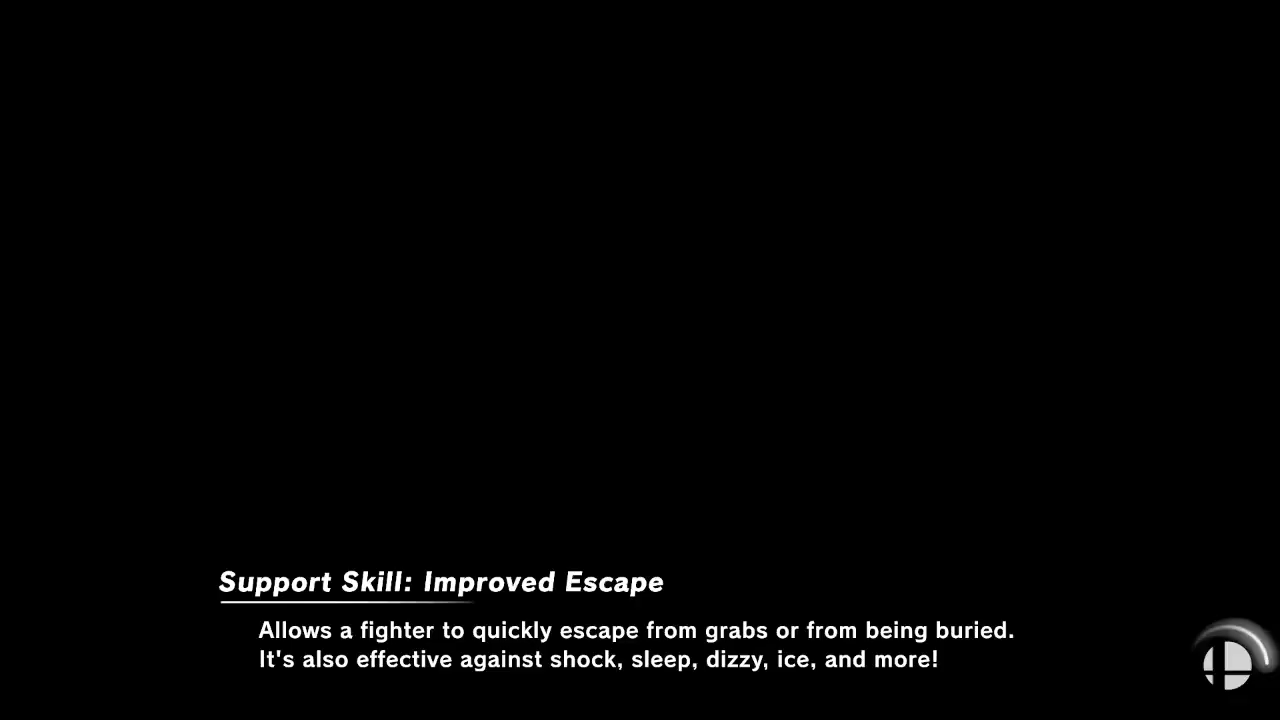 Support Skill: Improved Escape
Allows a fighter to quickly escape from grabs or from being buried.
It's also effective against shock, sleep, dizzy, ice, and more!